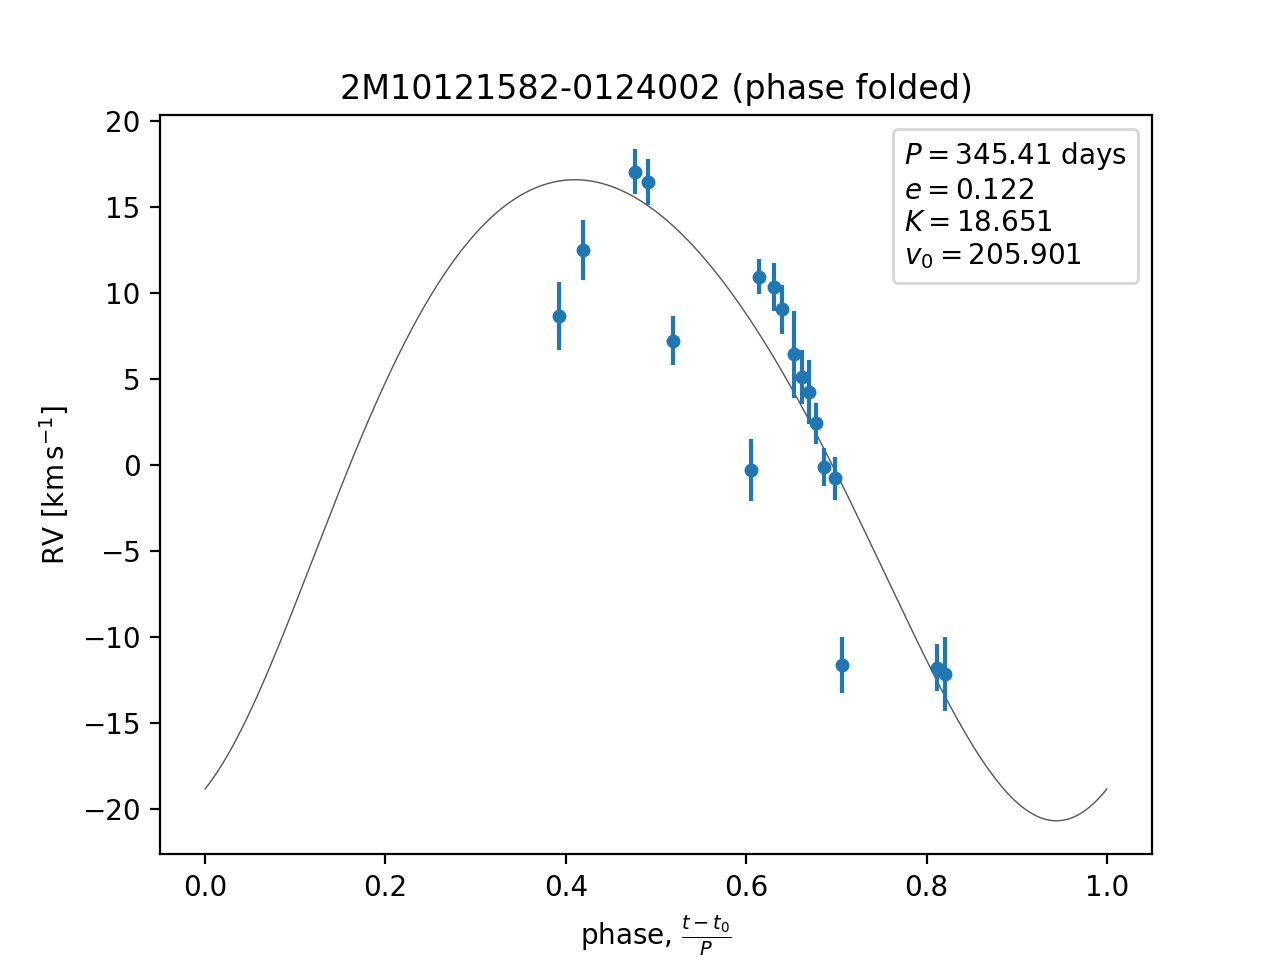 2M10121582-0124002 (phase folded)
P = 345.41 days
e = 0.122
K = 18.651
v₀ = 205.901
20
15
10
5
0
−5
−10
−15
−20
RV [km s⁻¹]
0.0 0.2 0.4 0.6 0.8 1.0
phase, (t − t₀)/P